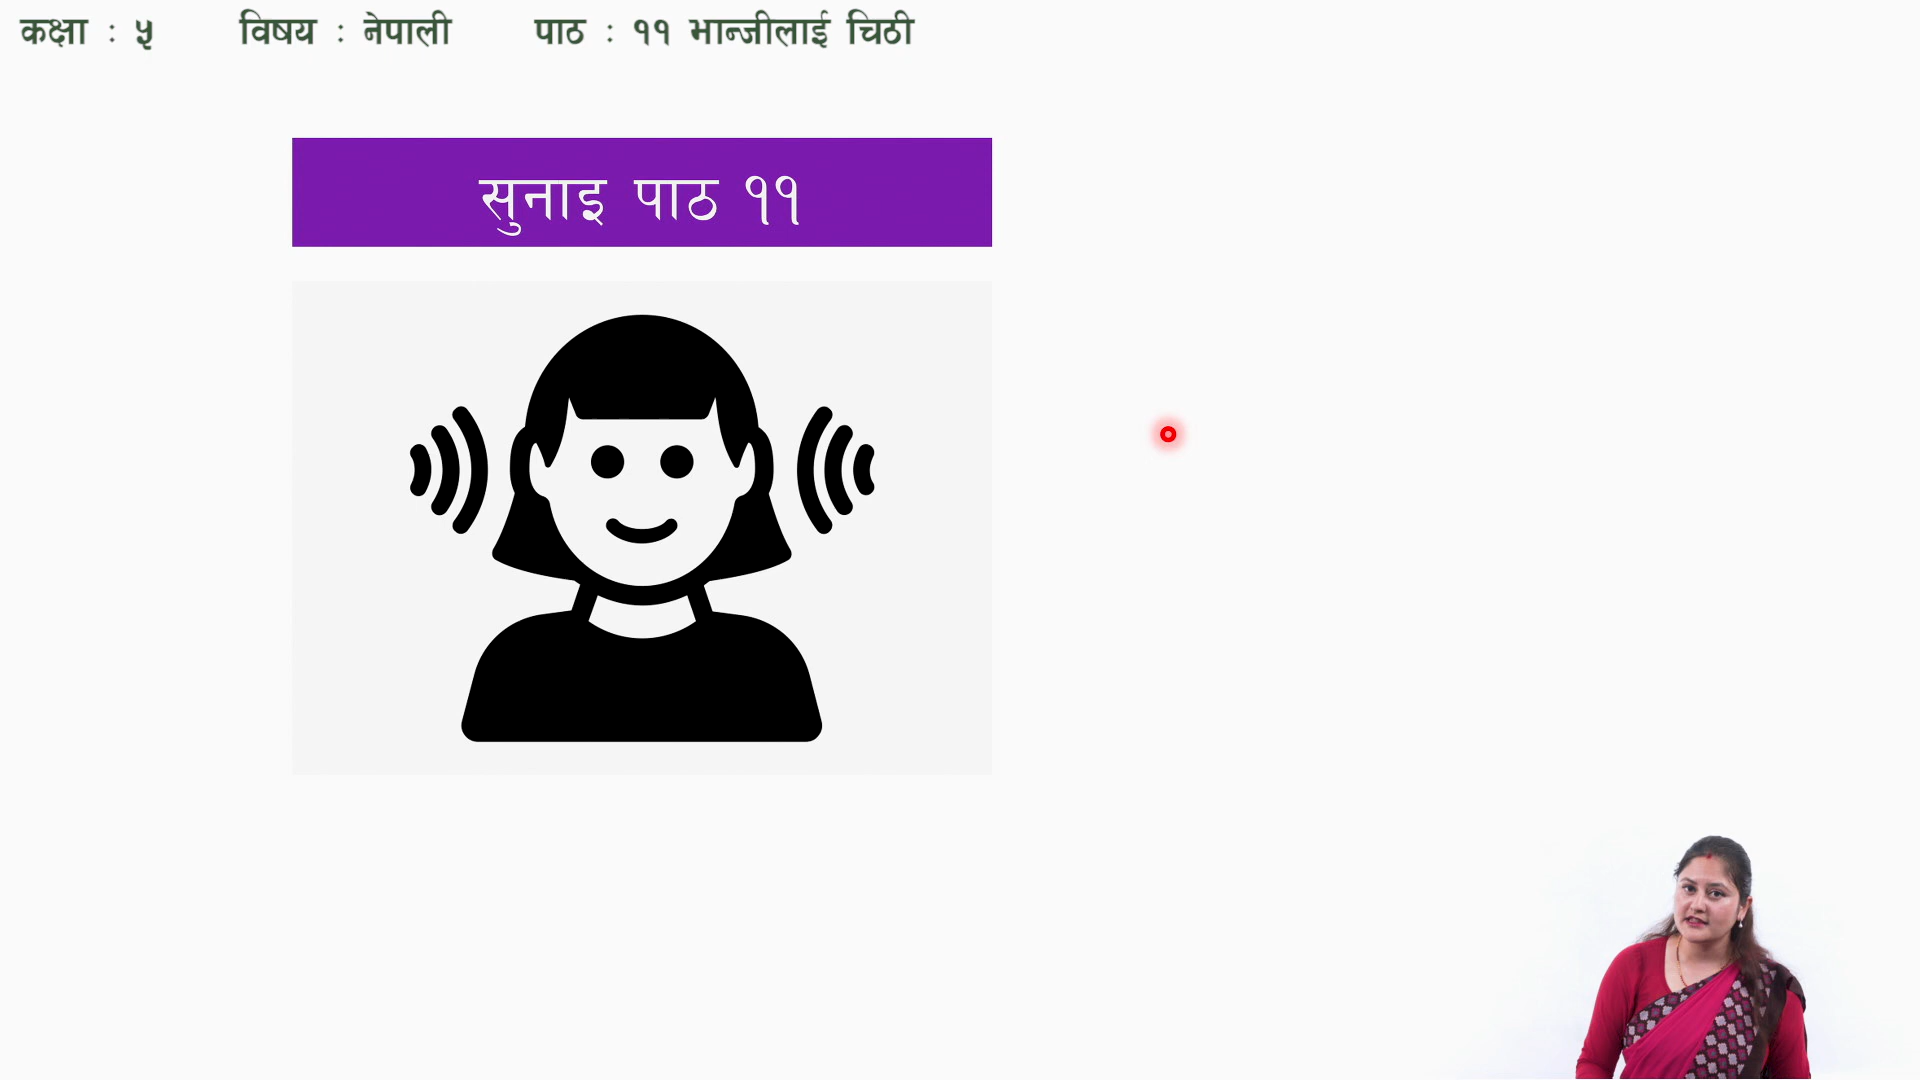 कक्षा : ५ विषय : नेपाली पाठ : ११ भान्जीलाई चिठी
सुनाइ पाठ ११